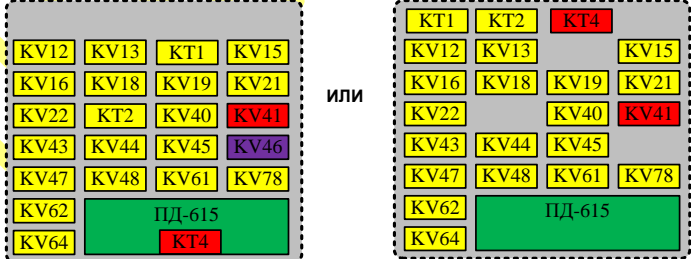 KV12 KV13 KT1 KV15
KV16 KV18 KV19 KV21
KV22 KT2 KV40 KV41
KV43 KV44 KV45 KV46
KV47 KV48 KV61 KV78
KV62 ПД-615
KV64 KT4
или
KT1 KT2 KT4
KV12 KV13 KV15
KV16 KV18 KV19 KV21
KV22 KV40 KV41
KV43 KV44 KV45
KV47 KV48 KV61 KV78
KV62 ПД-615
KV64